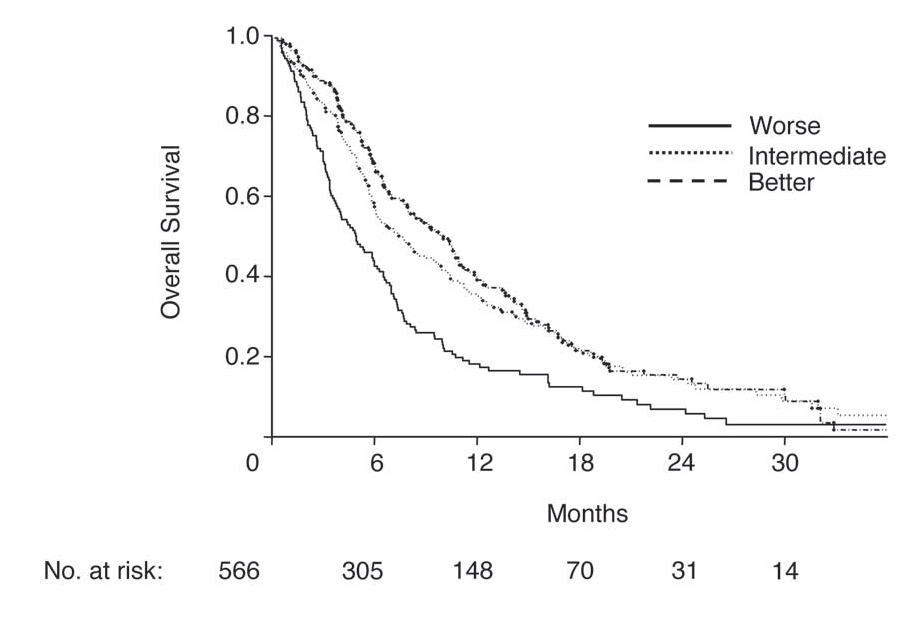 1.0
0.8
0.6
0.4
0.2
Overall Survival
Worse
Intermediate
Better
0 6 12 18 24 30
Months
No. at risk: 566 305 148 70 31 14